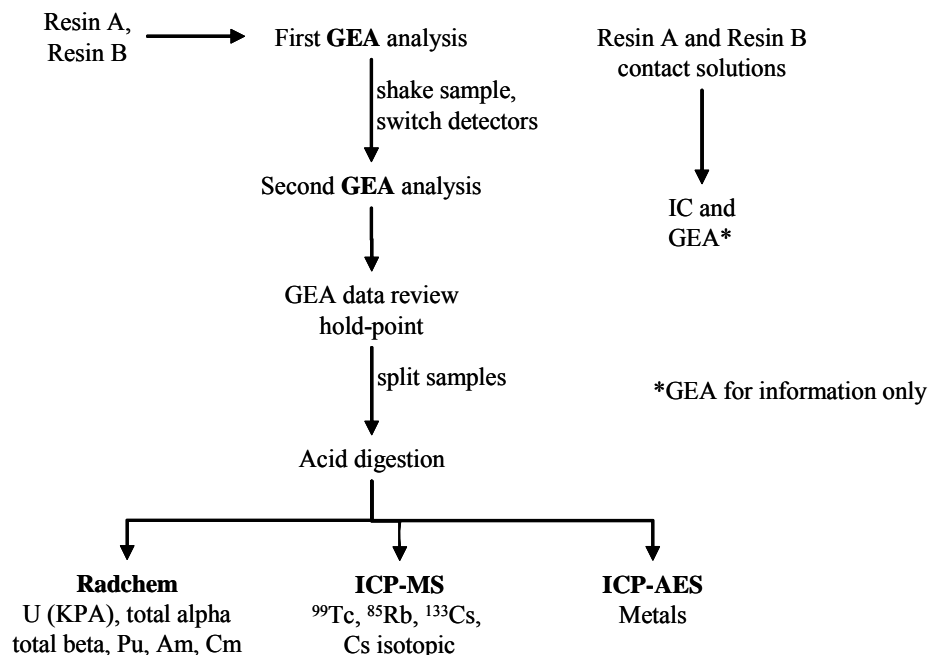 Resin A,
Resin B
First GEA analysis
shake sample,
switch detectors
Second GEA analysis
GEA data review
hold-point
split samples
Acid digestion
Radchem
U (KPA), total alpha
total beta, Pu, Am, Cm
ICP-MS
⁹⁹Tc, ⁸⁵Rb, ¹³³Cs,
Cs isotopic
ICP-AES
Metals
Resin A and Resin B
contact solutions
IC and
GEA*
*GEA for information only